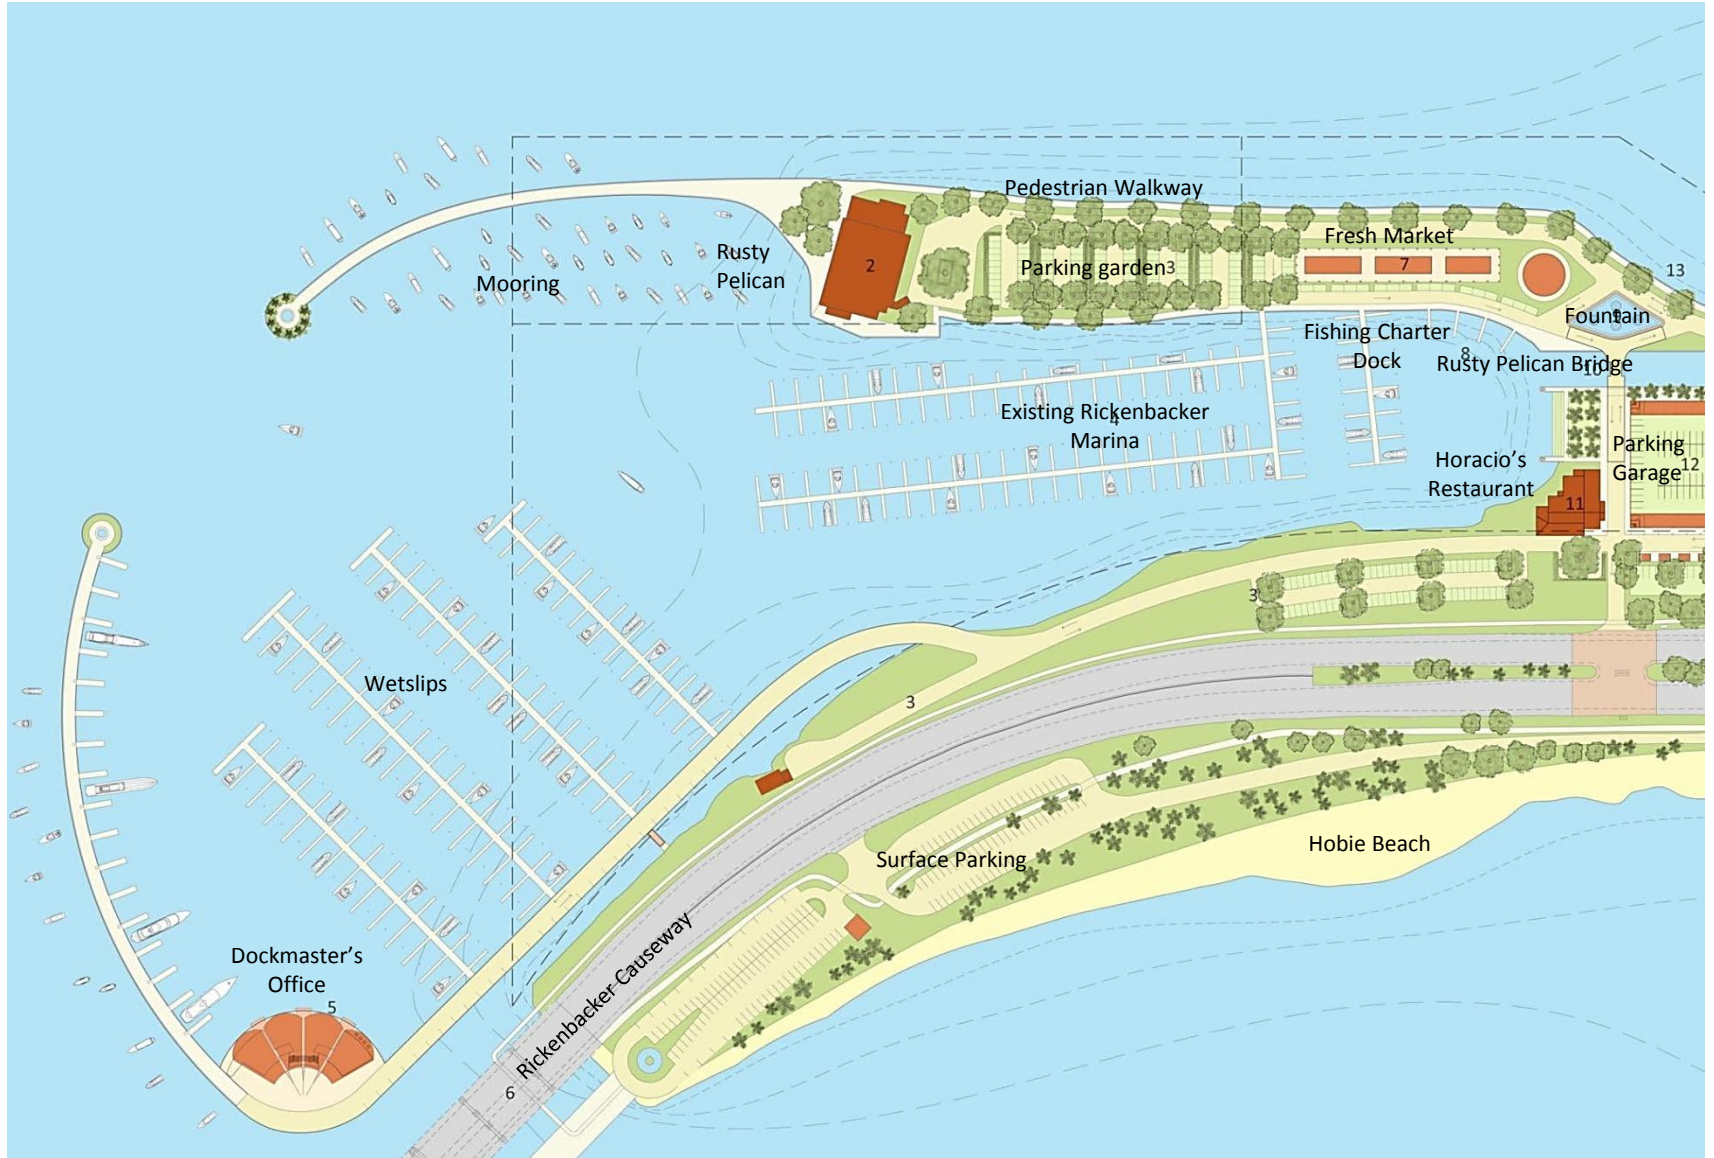 Pedestrian Walkway
Fresh Market
Rusty
Pelican
2
Parking garden
3
7
13
Mooring
Fountain
9
Fishing Charter
Dock
8
Rusty Pelican Bridge
10
Existing Rickenbacker
4
Marina
Parking
Garage
12
Horacio's
Restaurant
11
3
Wetslips
3
Hobie Beach
Surface Parking
Dockmaster's
Office
5
Rickenbacker Causeway
6